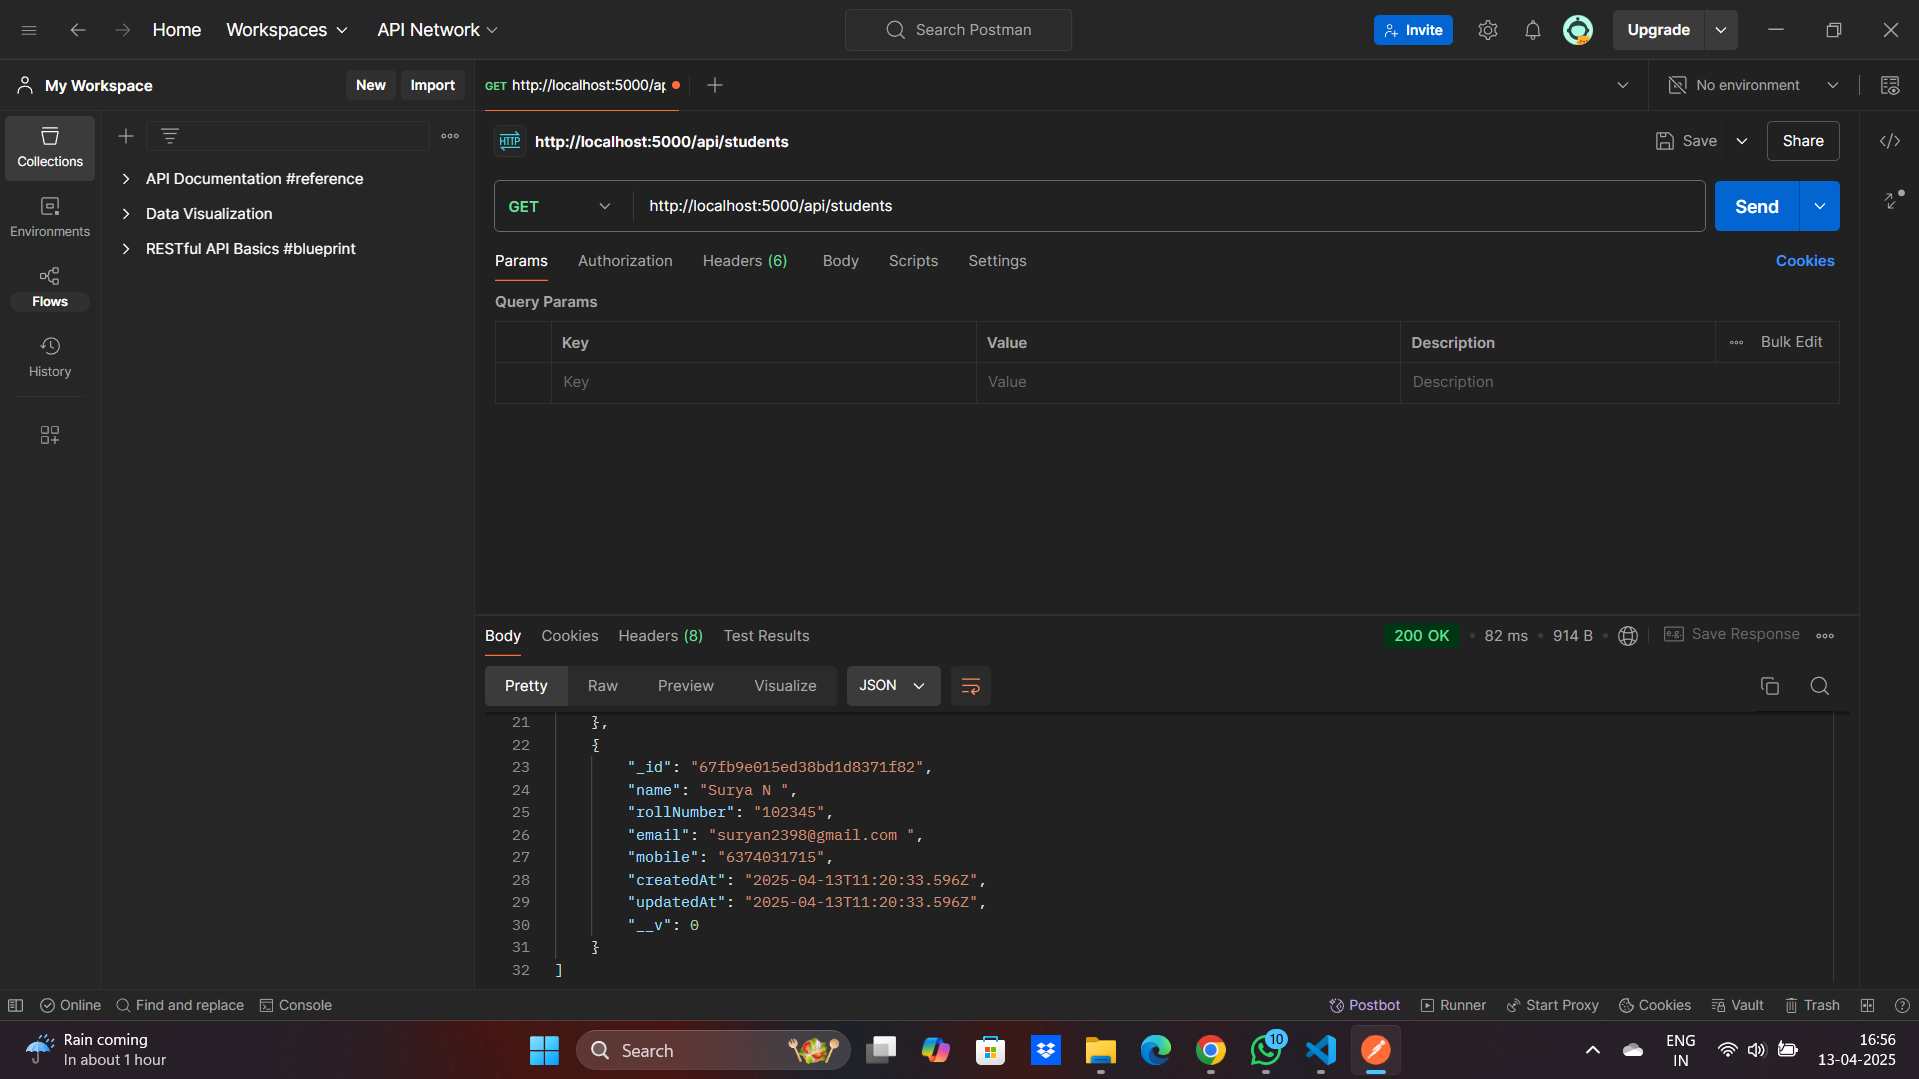 Home Workspaces API Network Search Postman Invite Upgrade
My Workspace New Import GET http://localhost:5000/ap No environment
Collections
Environments
Flows
History
API Documentation #reference
Data Visualization
RESTful API Basics #blueprint
HTTP http://localhost:5000/api/students Save Share
GET http://localhost:5000/api/students Send
Params Authorization Headers (6) Body Scripts Settings Cookies
Query Params
Key Value Description Bulk Edit
Key Value Description
Body Cookies Headers (8) Test Results 200 OK 82 ms 914 B e.g. Save Response
Pretty Raw Preview Visualize JSON
21 },
22 {
23 "_id": "67fb9e015ed38bd1d8371f82",
24 "name": "Surya N ",
25 "rollNumber": "102345",
26 "email": "suryan2398@gmail.com ",
27 "mobile": "6374031715",
28 "createdAt": "2025-04-13T11:20:33.596Z",
29 "updatedAt": "2025-04-13T11:20:33.596Z",
30 "__v": 0
31 }
32 ]
Online Find and replace Console Postbot Runner Start Proxy Cookies Vault Trash
Rain coming
In about 1 hour
Search
10
ENG
IN
16:56
13-04-2025